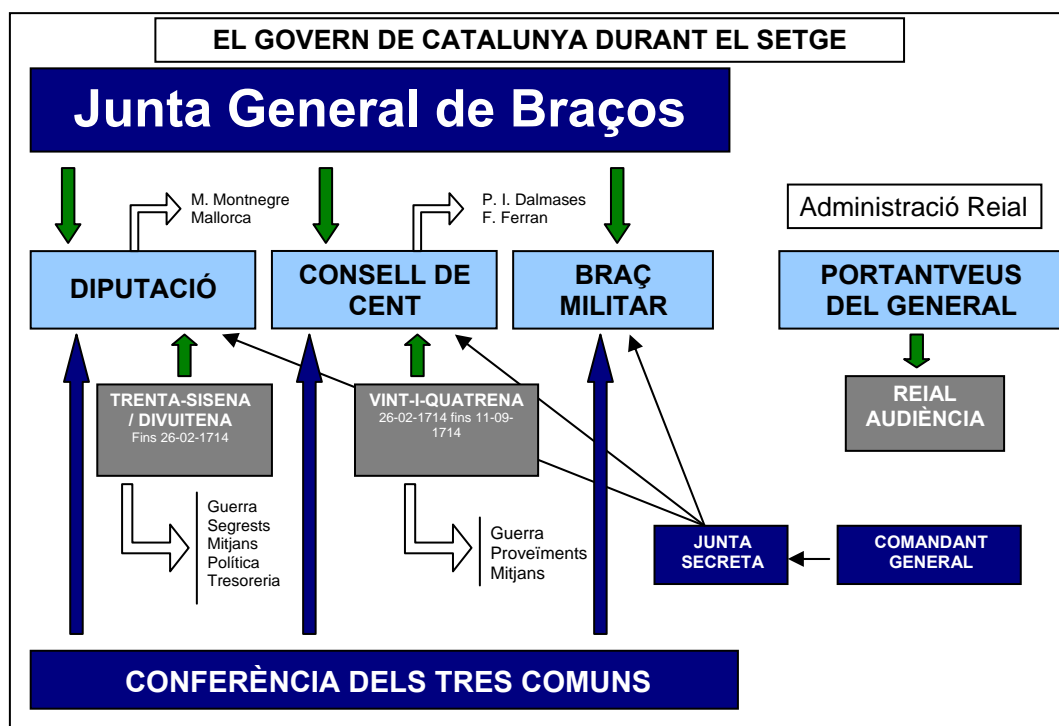 EL GOVERN DE CATALUNYA DURANT EL SETGE
Junta General de Braços
M. Montnegre
Mallorca
P. I. Dalmases
F. Ferran
Administració Reial
DIPUTACIÓ
CONSELL DE
CENT
BRAÇ
MILITAR
PORTANTVEUS
DEL GENERAL
TRENTA-SISENA
/ DIVUITENA
Fins 26-02-1714
VINT-I-QUATRENA
26-02-1714 fins 11-09-
1714
REIAL
AUDIÈNCIA
Guerra
Segrests
Mitjans
Política
Tresoreria
Guerra
Proveïments
Mitjans
JUNTA
SECRETA
COMANDANT
GENERAL
CONFERÈNCIA DELS TRES COMUNS